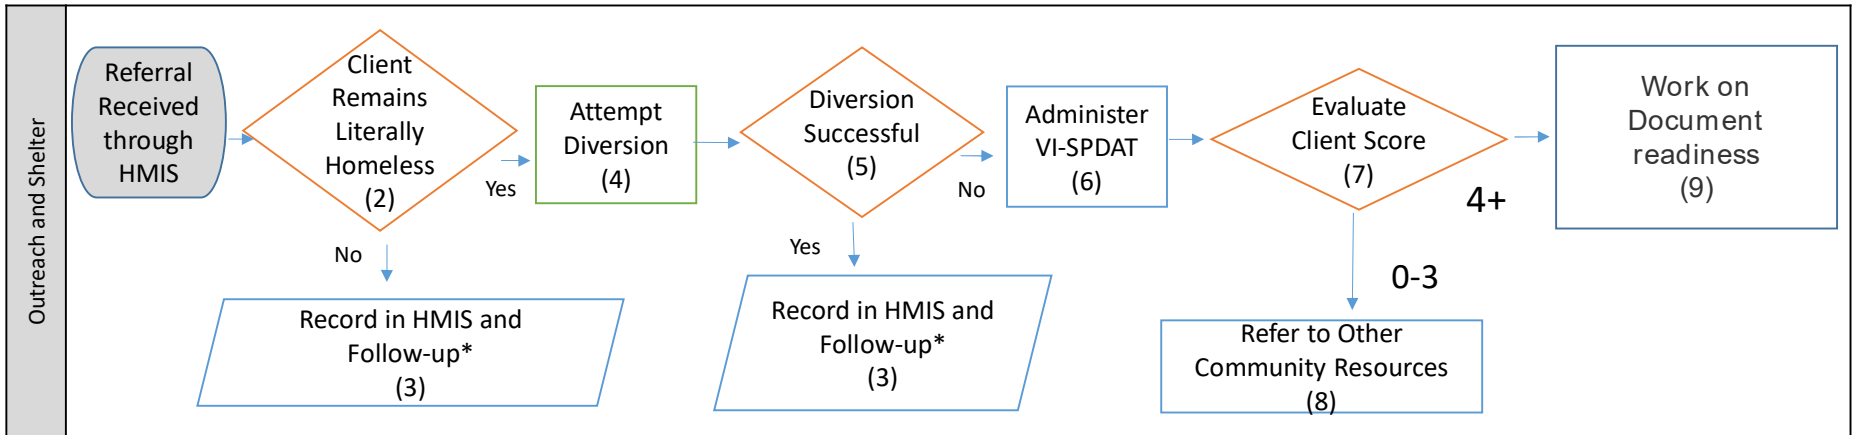 Outreach and Shelter
Referral
Received
through
HMIS
Client
Remains
Literally
Homeless
(2)
Yes
No
Record in HMIS and
Follow-up*
(3)
Attempt
Diversion
(4)
Diversion
Successful
(5)
No
Yes
Record in HMIS and
Follow-up*
(3)
Administer
VI-SPDAT
(6)
Evaluate
Client Score
(7)
4+
0-3
Refer to Other
Community Resources
(8)
Work on
Document
readiness
(9)